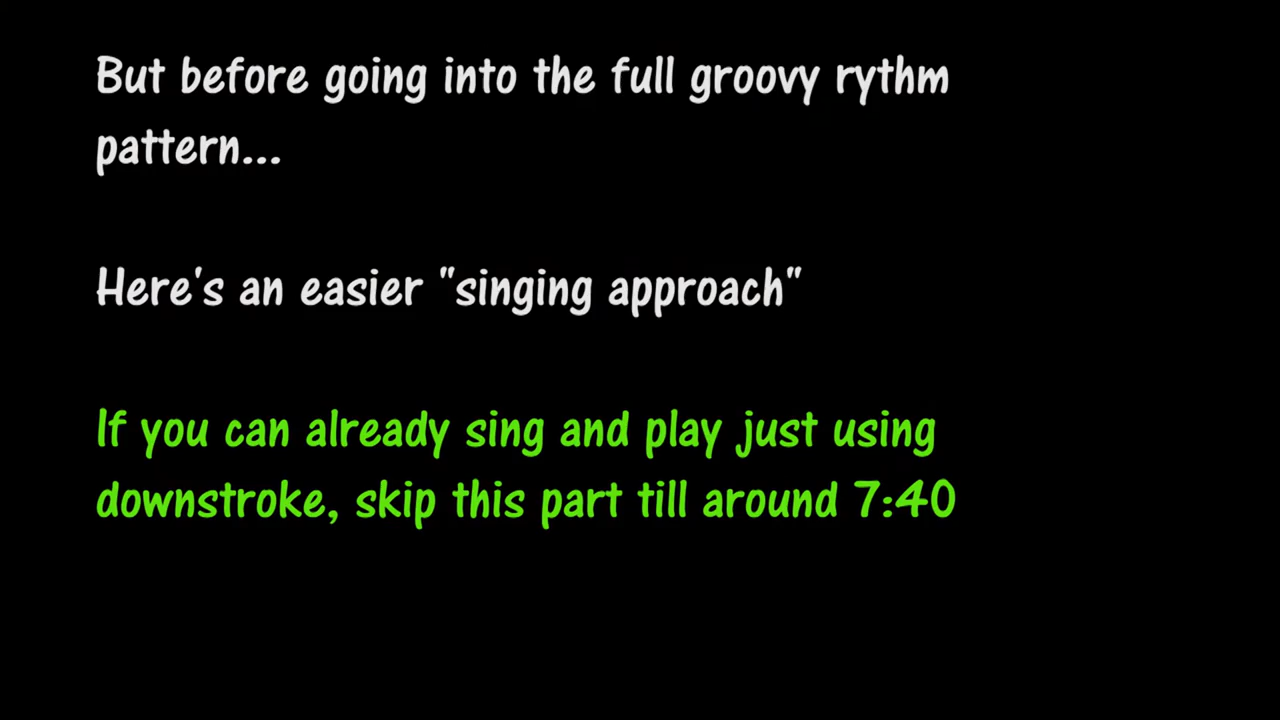 But before going into the full groovy rythm
pattern...
Here's an easier "singing approach"
If you can already sing and play just using
downstroke, skip this part till around 7:40